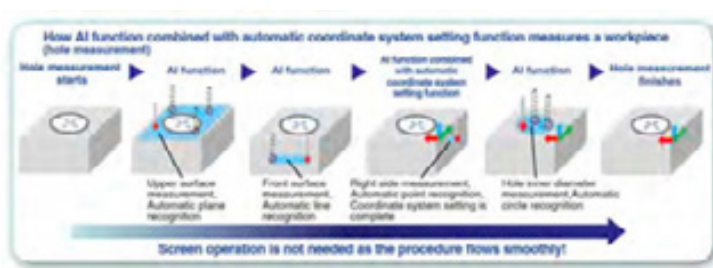 How AI function combined with automatic coordinate system setting function measures a workpiece
(hole measurement)
Hole measurement
starts
AI function
AI function
AI function combined
with automatic
coordinate system
setting function
AI function
Hole measurement
finishes
Upper surface
measurement,
Automatic plane
recognition
Front surface
measurement,
Automatic line
recognition
Right side measurement,
Automatic point recognition,
Coordinate system setting is
complete
Hole inner diameter
measurement,Automatic
circle recognition
Screen operation is not needed as the procedure flows smoothly!